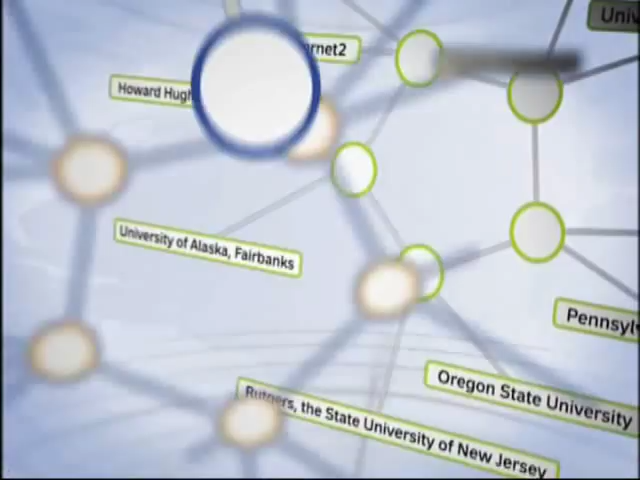 Univ
rnet2
Howard Hugh
University of Alaska, Fairbanks
Pennsyl
Oregon State University
Rutgers, the State University of New Jersey